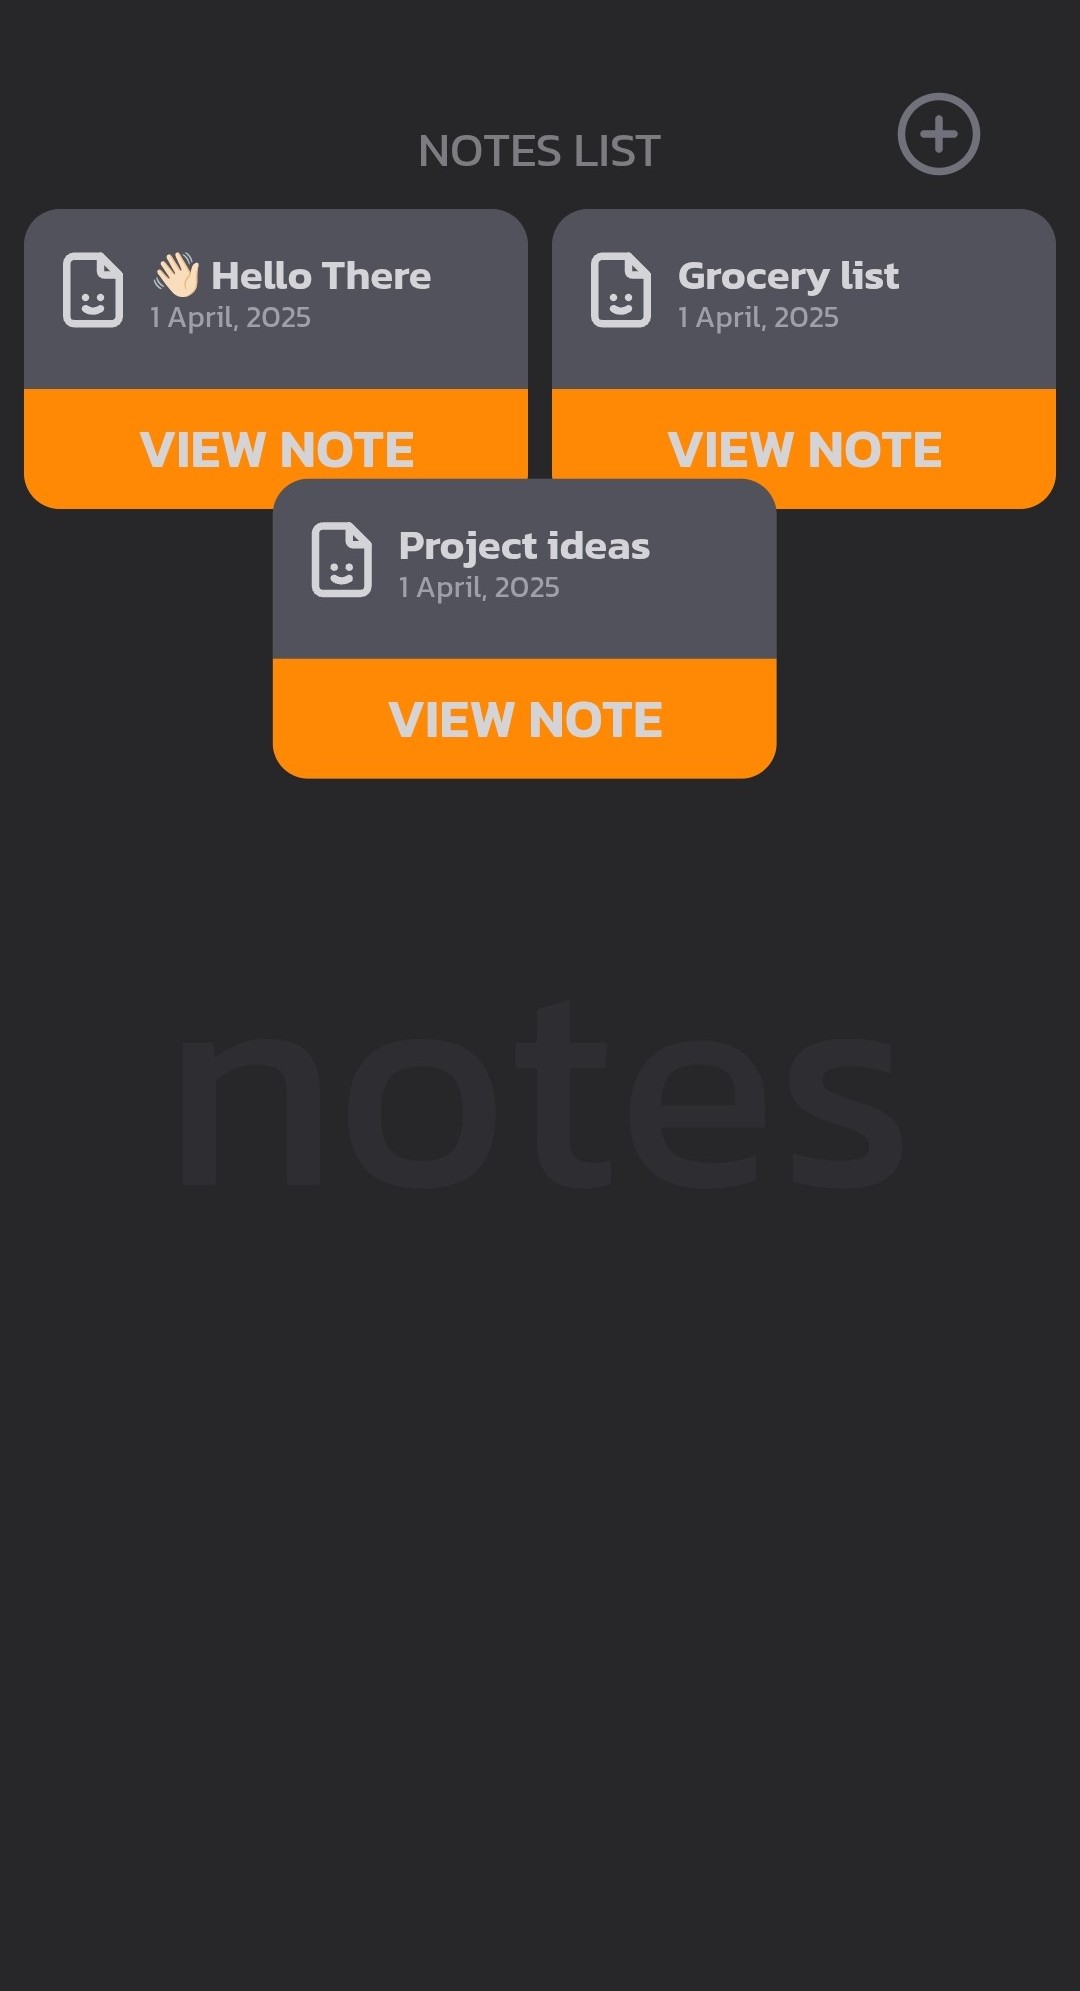 NOTES LIST
👋🏻 Hello There
1 April, 2025
VIEW NOTE
Grocery list
1 April, 2025
VIEW NOTE
Project ideas
1 April, 2025
VIEW NOTE
notes